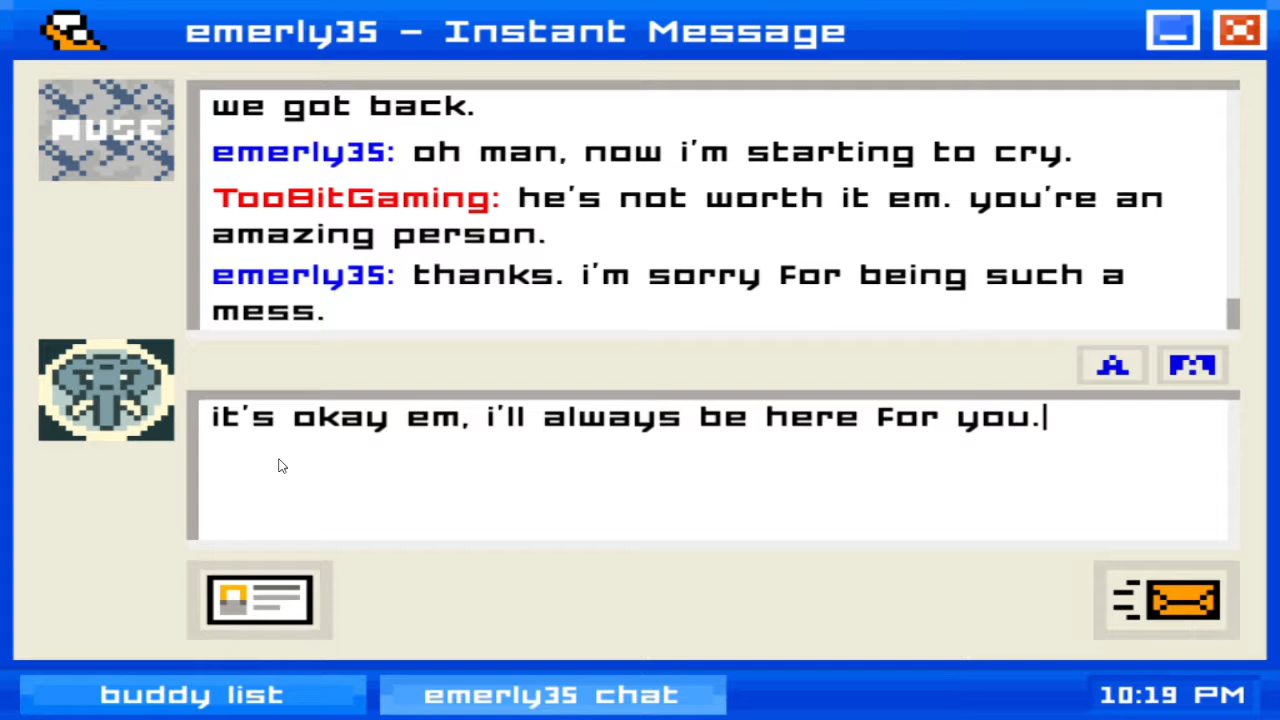 emerly35 - Instant Message
MUSE
we got back.
emerly35: oh man, now i'm starting to cry.
TooBitGaming: he's not worth it em. you're an
amazing person.
emerly35: thanks. i'm sorry for being such a
mess.
A
it's okay em, i'll always be here for you.
buddy list
emerly35 chat
10:19 PM